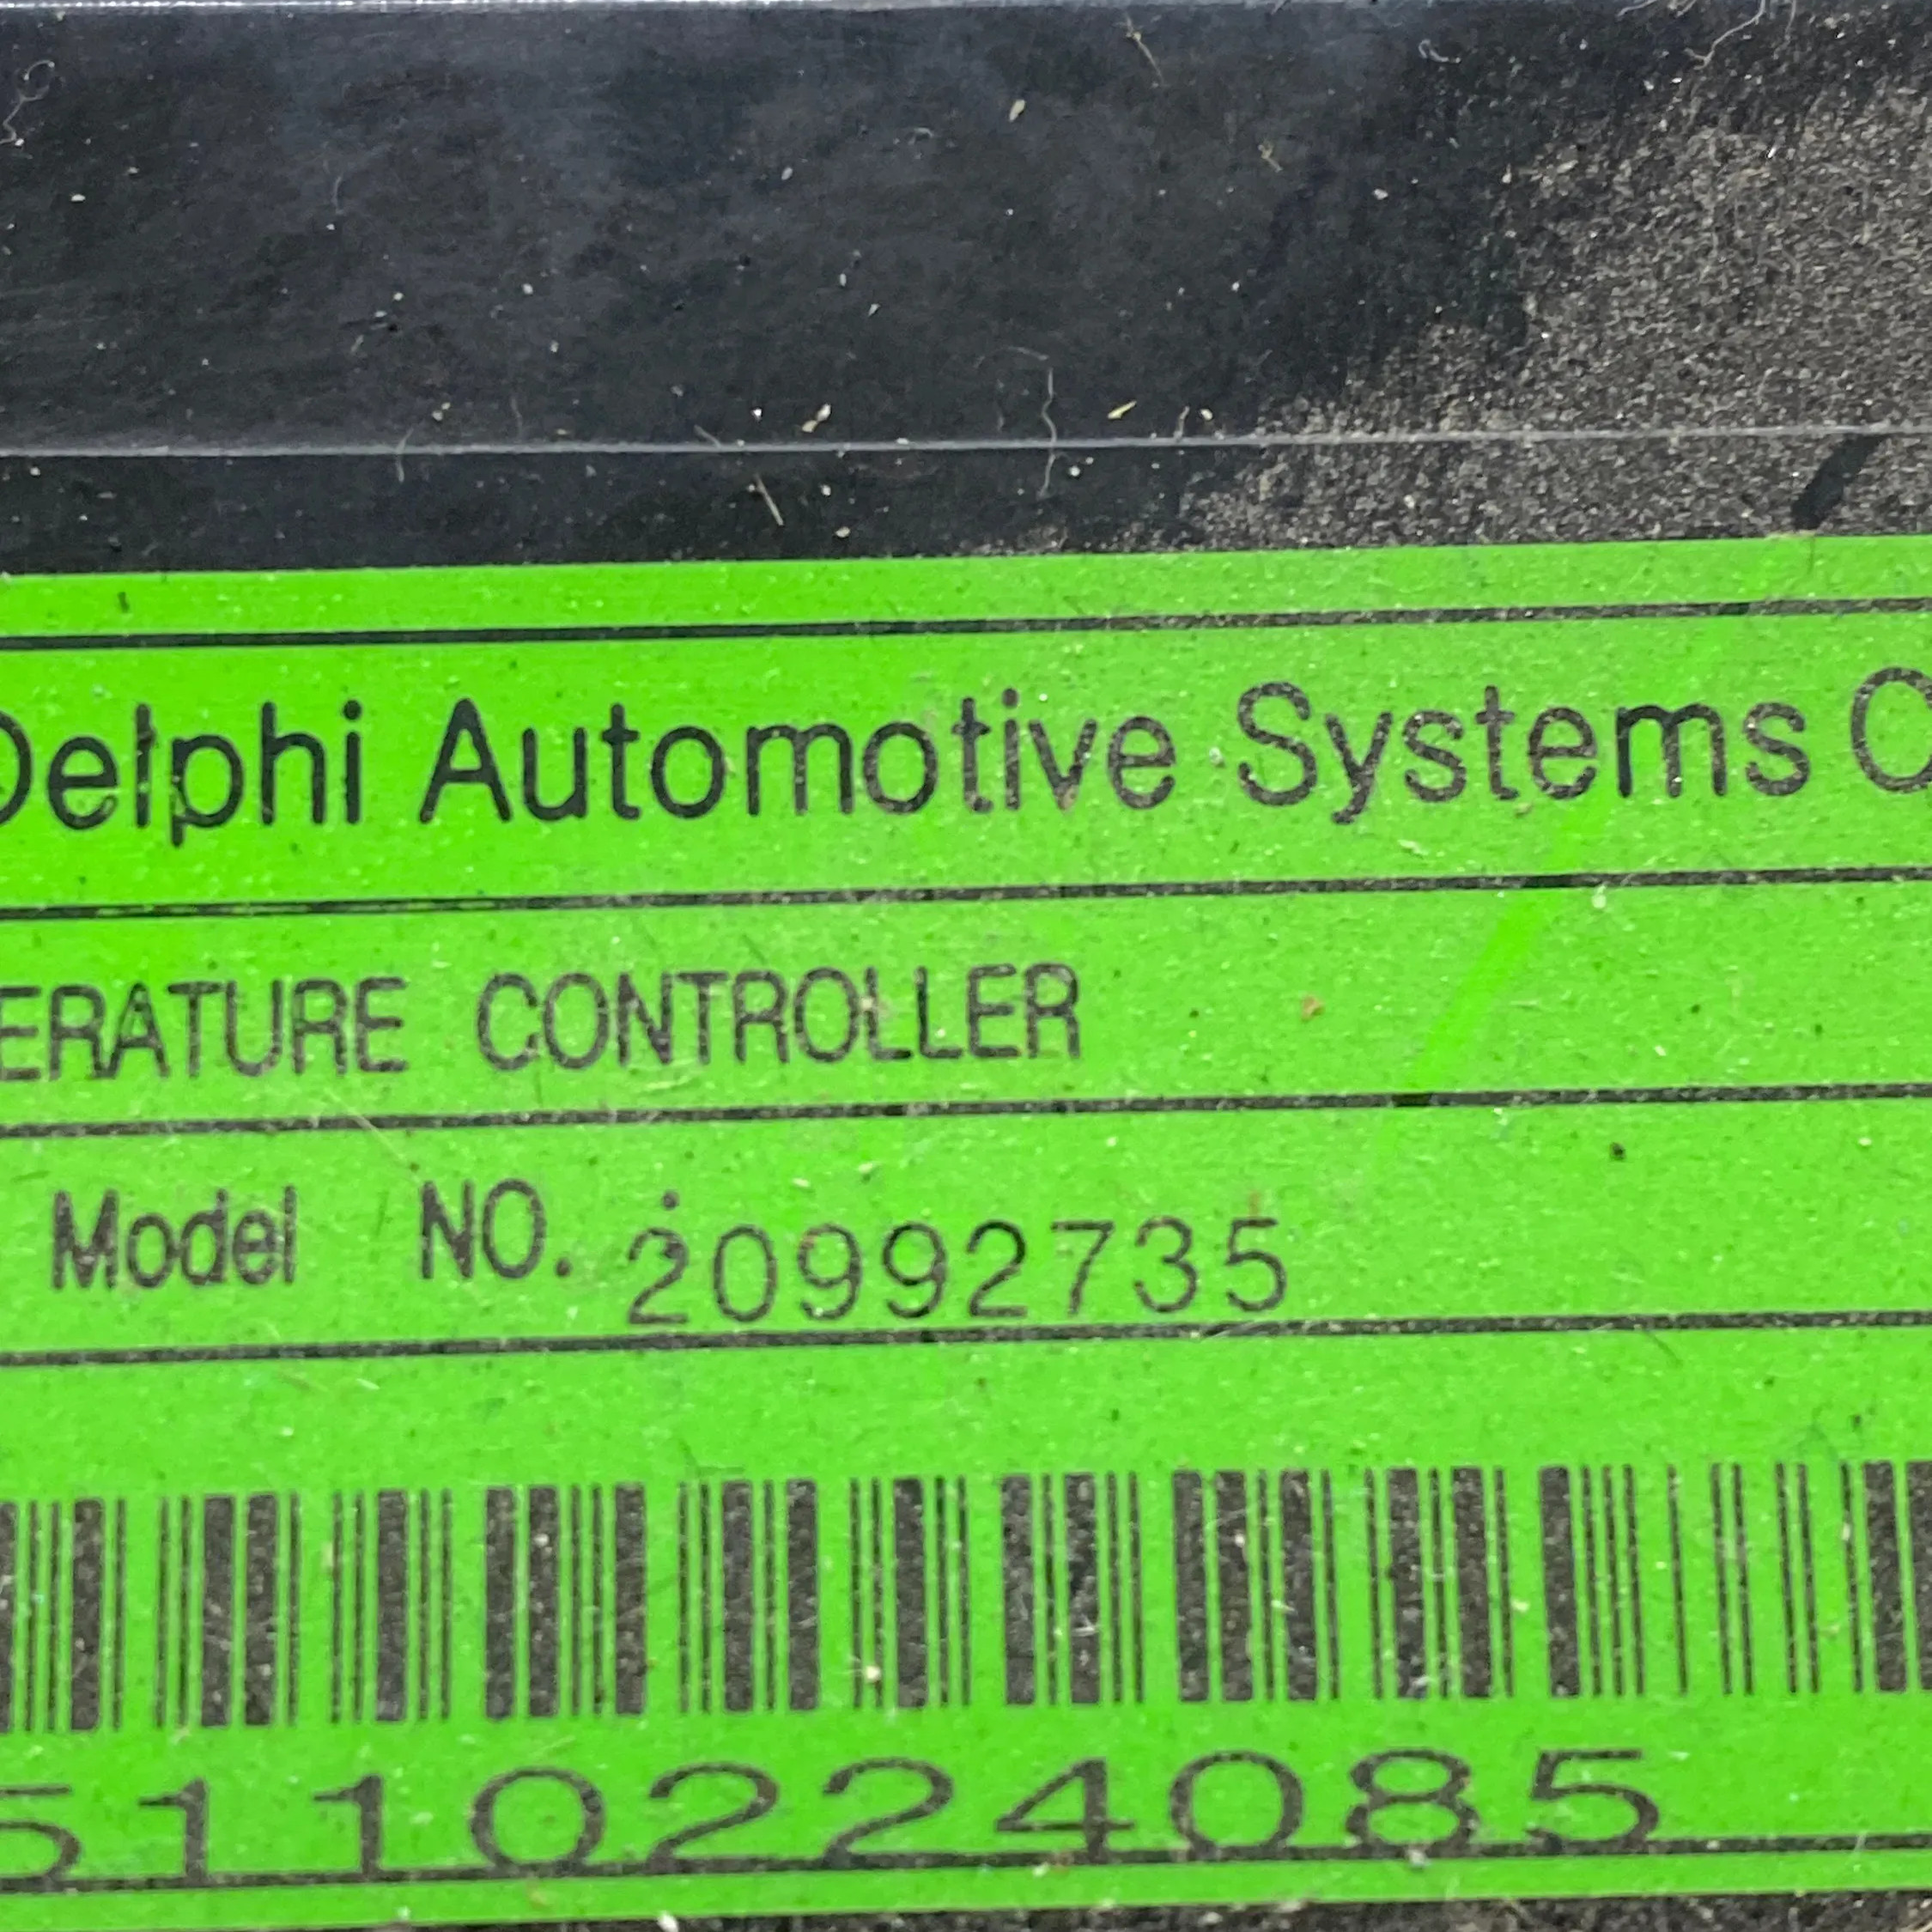 Delphi Automotive Systems C
ERATURE CONTROLLER
Model NO. 20992735
5110224085